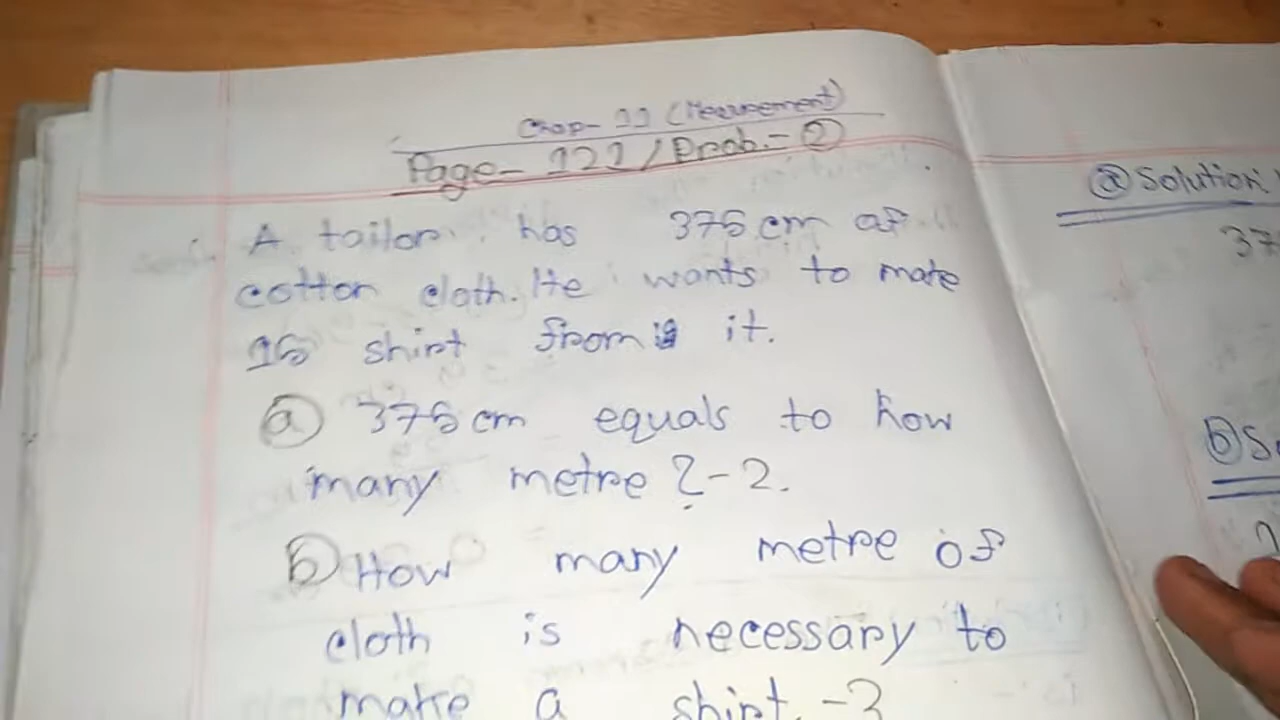 Chap- 11 (Measurement)
Page- 121 / Prob.- 2
A tailor has 375 cm of
cotton cloth. He wants to make
15 shirt from it.
a 375 cm equals to how
many metre ? - 2.
b How many metre of
cloth is necessary to
make a shirt. - 3
a Solution
37
b So